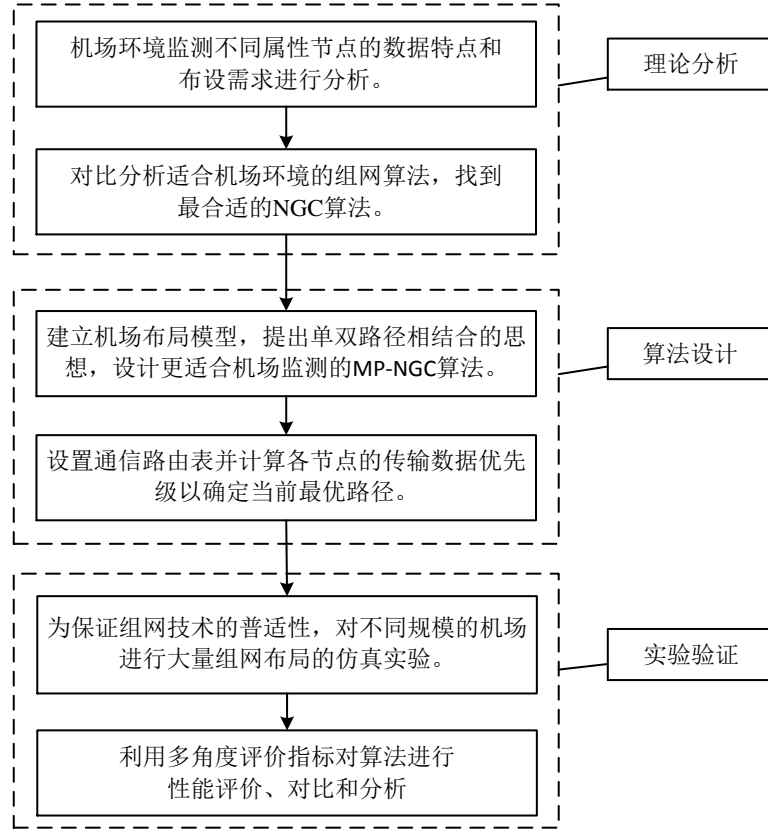 机场环境监测不同属性节点的数据特点和
布设需求进行分析。
理论分析
对比分析适合机场环境的组网算法，找到
最合适的NGC算法。
建立机场布局模型，提出单双路径相结合的思
想，设计更适合机场监测的MP-NGC算法。
算法设计
设置通信路由表并计算各节点的传输数据优先
级以确定当前最优路径。
为保证组网技术的普适性，对不同规模的机场
进行大量组网布局的仿真实验。
实验验证
利用多角度评价指标对算法进行
性能评价、对比和分析